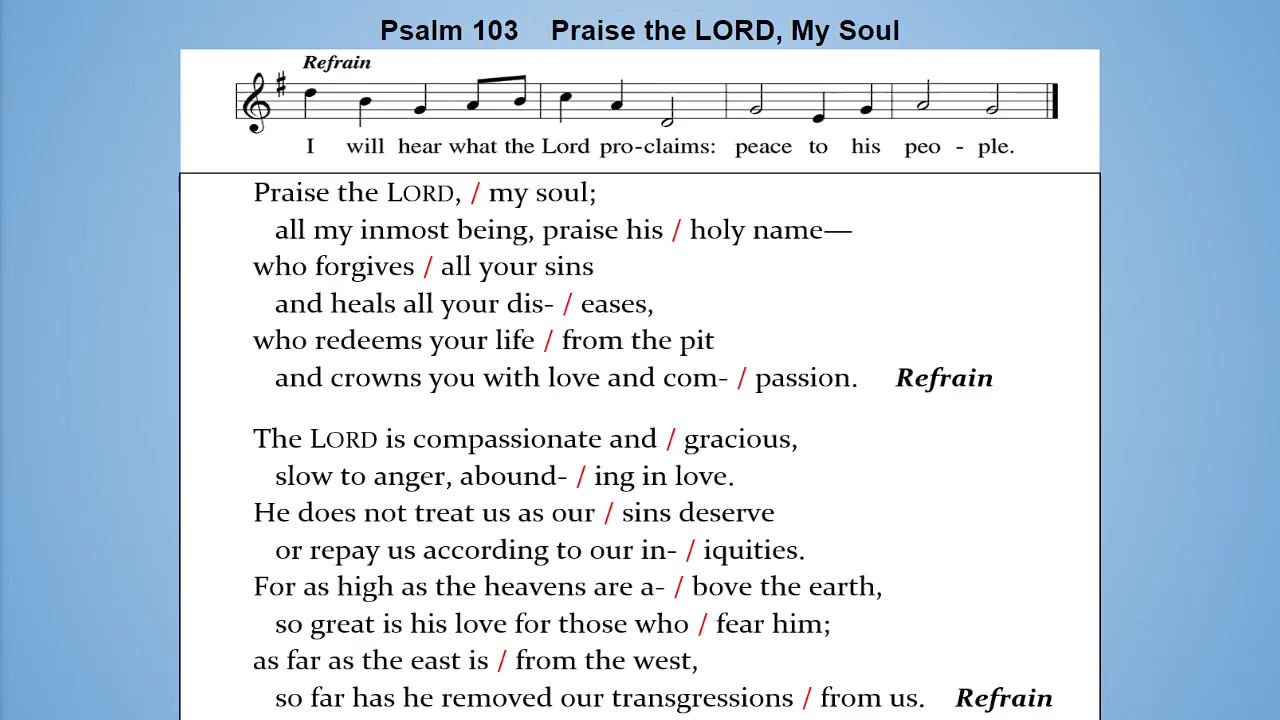 Psalm 103    Praise the LORD, My Soul
Refrain
I will hear what the Lord pro-claims: peace to his peo - ple.
Praise the LORD, / my soul;
all my inmost being, praise his / holy name—
who forgives / all your sins
and heals all your dis- / eases,
who redeems your life / from the pit
and crowns you with love and com- / passion. Refrain
The LORD is compassionate and / gracious,
slow to anger, abound- / ing in love.
He does not treat us as our / sins deserve
or repay us according to our in- / iquities.
For as high as the heavens are a- / bove the earth,
so great is his love for those who / fear him;
as far as the east is / from the west,
so far has he removed our transgressions / from us. Refrain